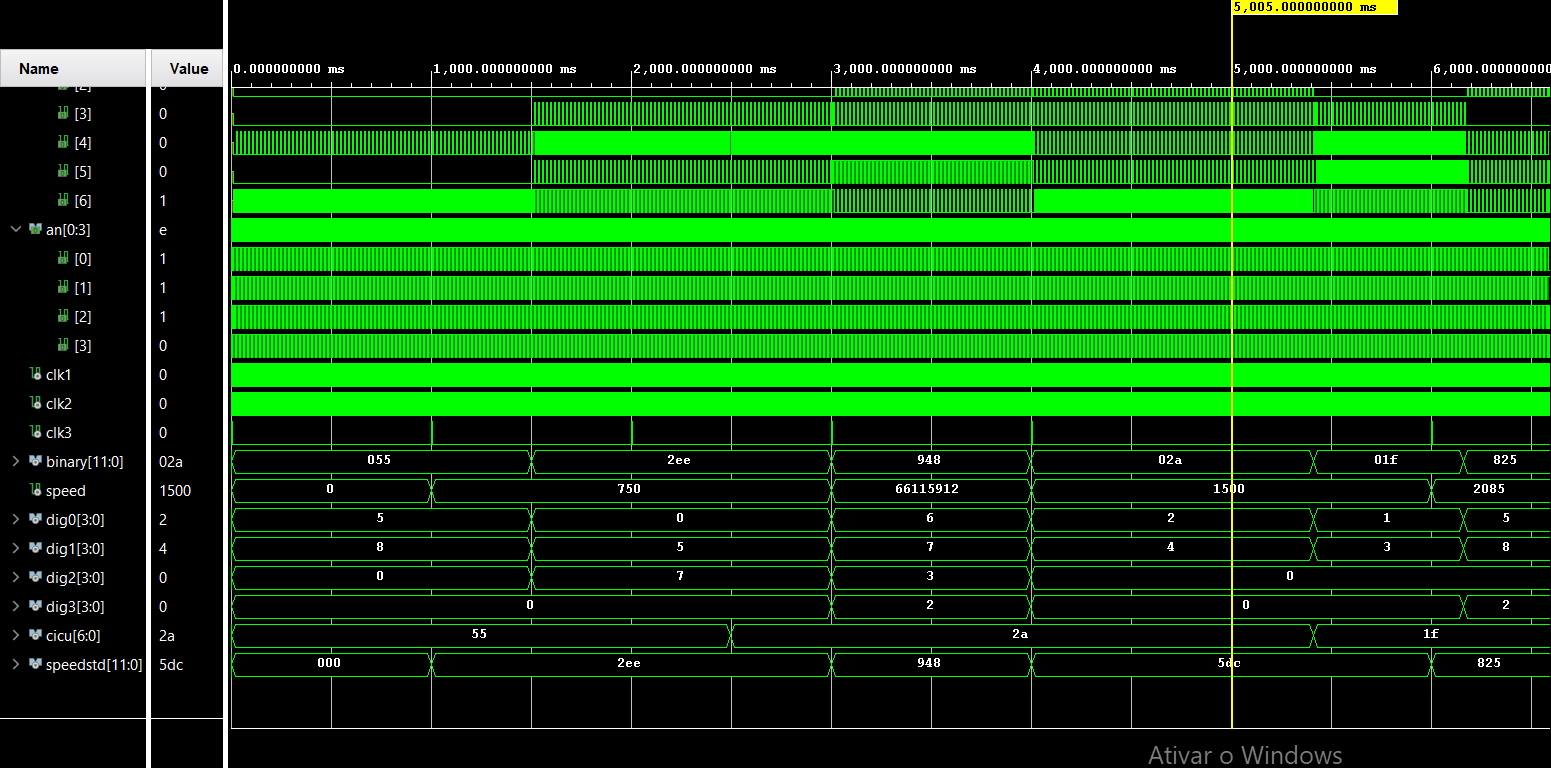 5,005.000000000 ms
Name Value 0.000000000 ms 1,000.000000000 ms 2,000.000000000 ms 3,000.000000000 ms 4,000.000000000 ms 5,000.000000000 ms 6,000.000000000
[3] 0
[4] 0
[5] 0
[6] 1
an[0:3] e
[0] 1
[1] 1
[2] 1
[3] 0
clk1 0
clk2 0
clk3 0
binary[11:0] 02a 055 2ee 948 02a 01f 825
speed 1500 0 750 66115912 1500 2085
dig0[3:0] 2 5 0 6 2 1 5
dig1[3:0] 4 8 5 7 4 3 8
dig2[3:0] 0 0 7 3 0
dig3[3:0] 0 0 2 0 2
cicu[6:0] 2a 55 2a 1f
speedstd[11:0] 5dc 000 2ee 948 5dc 825
Ativar o Windows